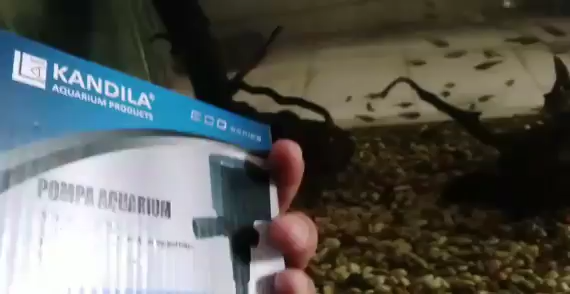 KANDILA®
AQUARIUM PRODUCTS
ECO SERIES
POMPA AQUARIUM